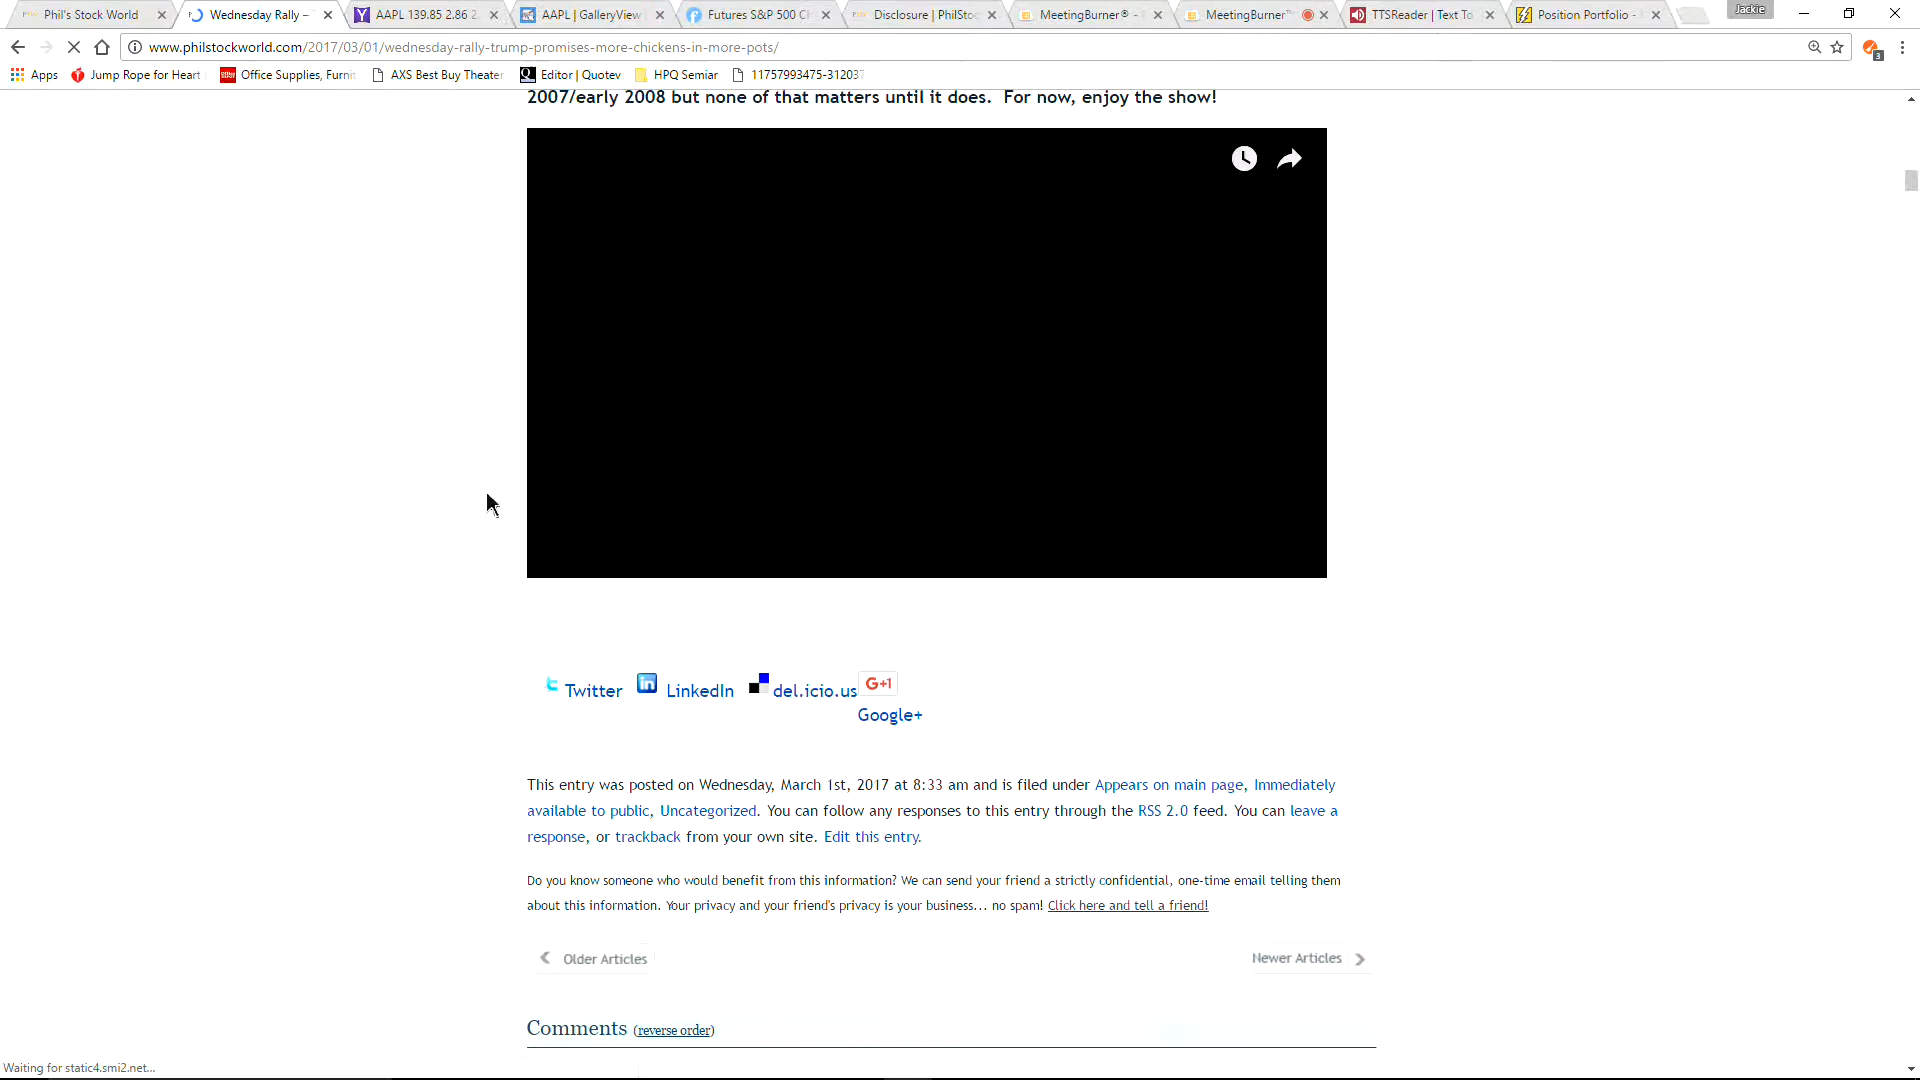 Phil's Stock World
Wednesday Rally –
AAPL 139.85 2.86 2.
AAPL | GalleryView
Futures S&P 500 C
Disclosure | PhilSto
MeetingBurner® -
MeetingBurner™
TTSReader | Text To
Position Portfolio -
Jackie
www.philstockworld.com/2017/03/01/wednesday-rally-trump-promises-more-chickens-in-more-pots/
3
Apps
Jump Rope for Heart
Office Supplies, Furnit
AXS Best Buy Theater
Editor | Quotev
HPQ Semiar
11757993475-312037
2007/early 2008 but none of that matters until it does. For now, enjoy the show!
Twitter
LinkedIn
del.icio.us
G+1
Google+
This entry was posted on Wednesday, March 1st, 2017 at 8:33 am and is filed under Appears on main page, Immediately
available to public, Uncategorized. You can follow any responses to this entry through the RSS 2.0 feed. You can leave a
response, or trackback from your own site. Edit this entry.
Do you know someone who would benefit from this information? We can send your friend a strictly confidential, one-time email telling them
about this information. Your privacy and your friend's privacy is your business... no spam! Click here and tell a friend!
Older Articles
Newer Articles
Comments (reverse order)
Waiting for static4.smi2.net...